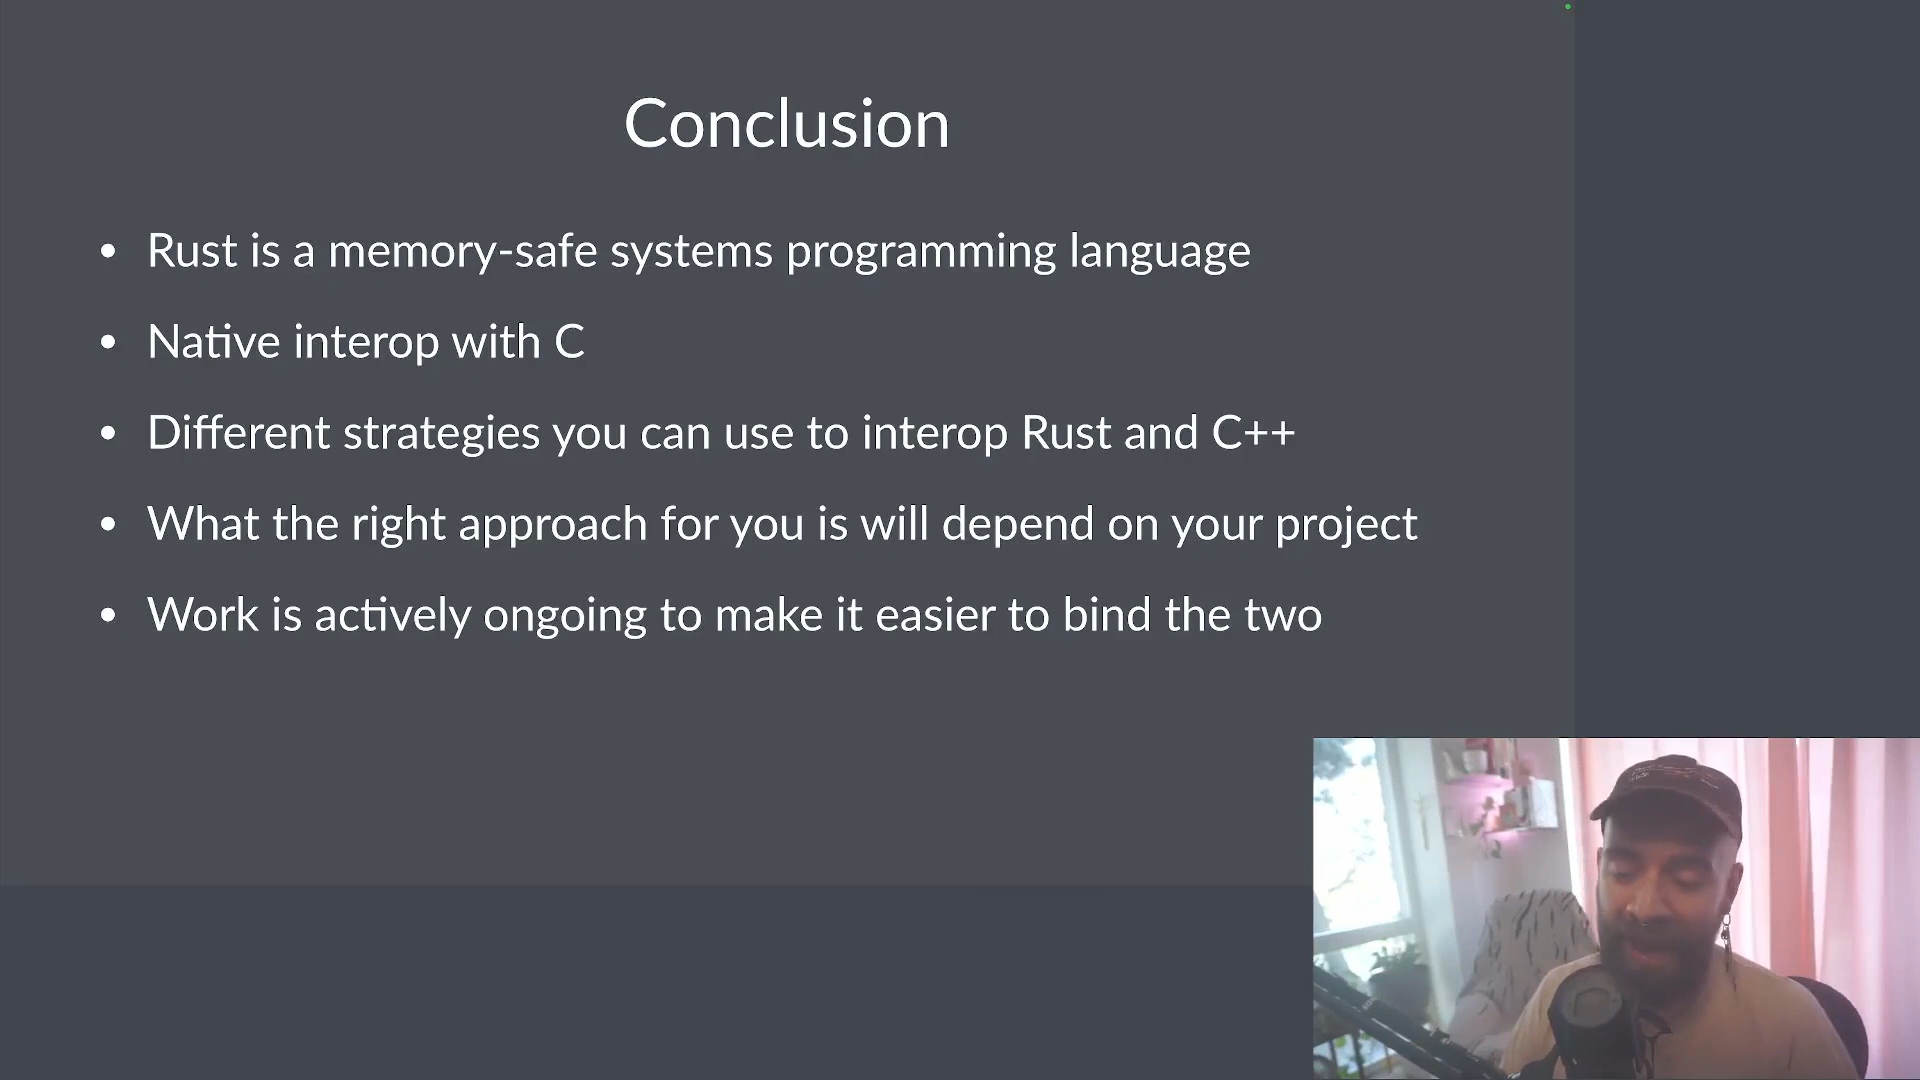 Conclusion
• Rust is a memory-safe systems programming language
• Native interop with C
• Different strategies you can use to interop Rust and C++
• What the right approach for you is will depend on your project
• Work is actively ongoing to make it easier to bind the two